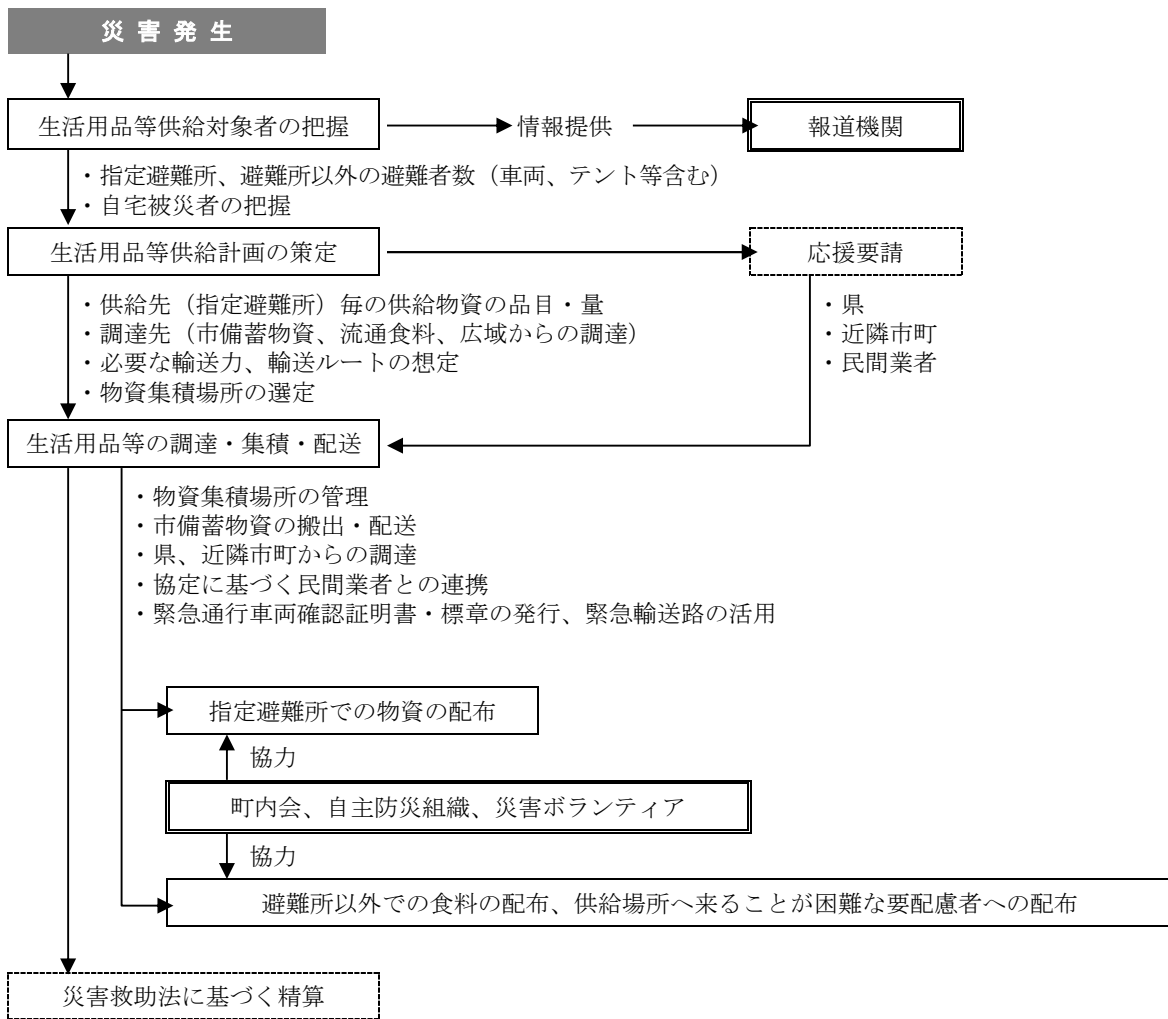 災 害 発 生
生活用品等供給対象者の把握
情報提供
報道機関
・指定避難所、避難所以外の避難者数（車両、テント等含む）
・自宅被災者の把握
生活用品等供給計画の策定
応援要請
・供給先（指定避難所）毎の供給物資の品目・量
・調達先（市備蓄物資、流通食料、広域からの調達）
・必要な輸送力、輸送ルートの想定
・物資集積場所の選定
・県
・近隣市町
・民間業者
生活用品等の調達・集積・配送
・物資集積場所の管理
・市備蓄物資の搬出・配送
・県、近隣市町からの調達
・協定に基づく民間業者との連携
・緊急通行車両確認証明書・標章の発行、緊急輸送路の活用
指定避難所での物資の配布
協力
町内会、自主防災組織、災害ボランティア
協力
避難所以外での食料の配布、供給場所へ来ることが困難な要配慮者への配布
災害救助法に基づく精算